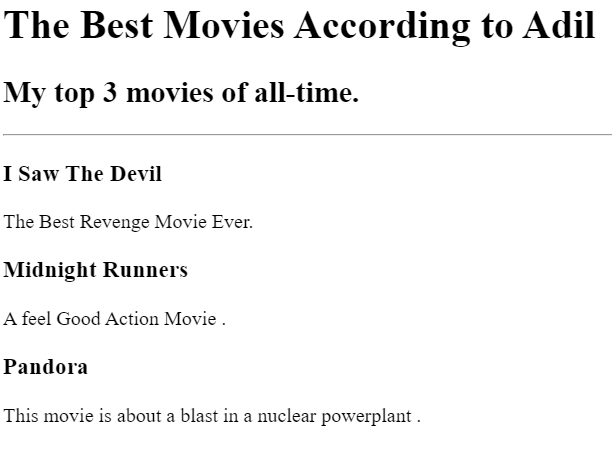 The Best Movies According to Adil
My top 3 movies of all-time.
I Saw The Devil
The Best Revenge Movie Ever.
Midnight Runners
A feel Good Action Movie .
Pandora
This movie is about a blast in a nuclear powerplant .